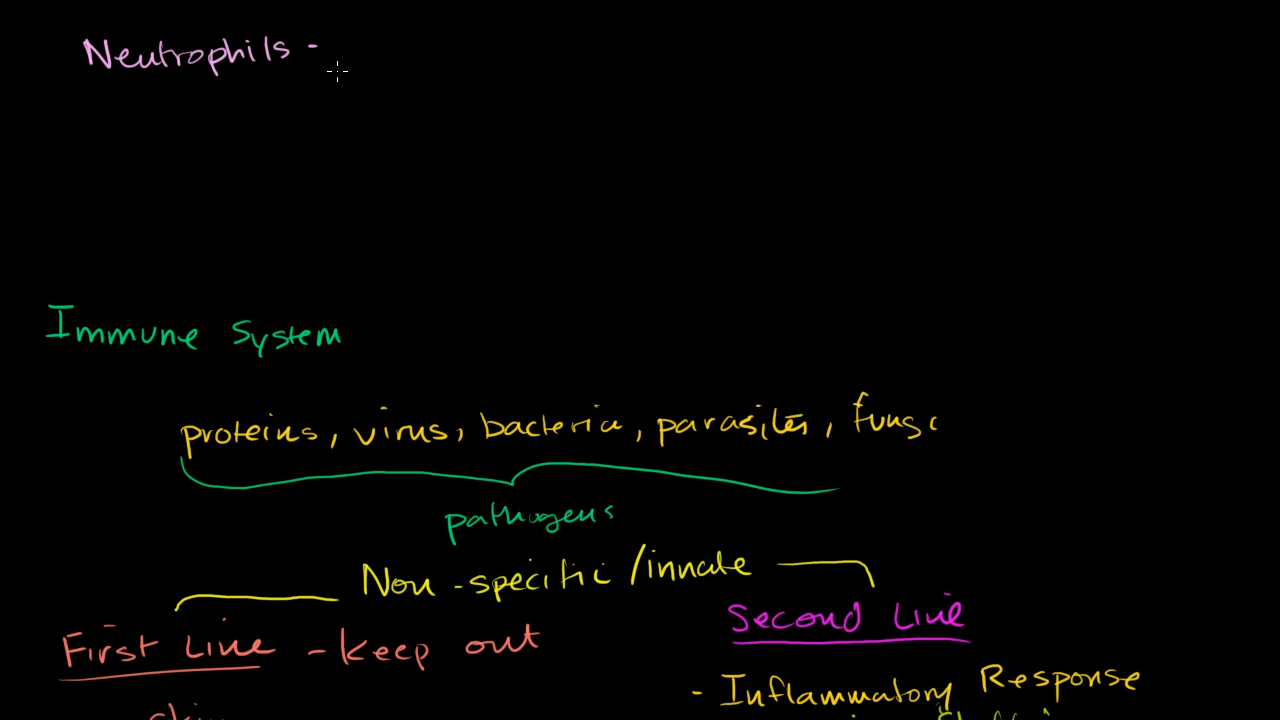 Neutrophils -
Immune System
proteins, virus, bacteria, parasites, fungi
pathogens
Non-specific/innate
First Line - keep out
Second Line
skin
- Inflammatory Response